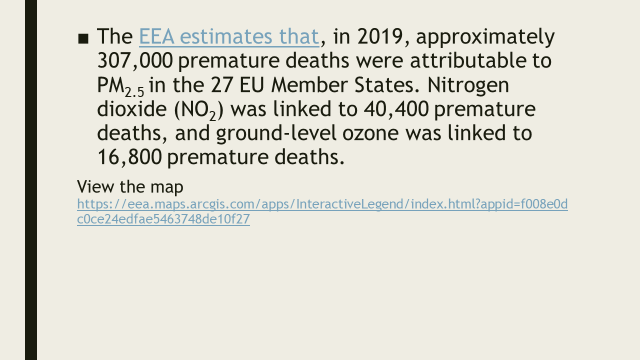 ■ The EEA estimates that, in 2019, approximately
307,000 premature deaths were attributable to
PM2.5 in the 27 EU Member States. Nitrogen
dioxide (NO2) was linked to 40,400 premature
deaths, and ground-level ozone was linked to
16,800 premature deaths.
View the map
https://eea.maps.arcgis.com/apps/InteractiveLegend/index.html?appid=f008e0d
c0ce24edfae5463748de10f27